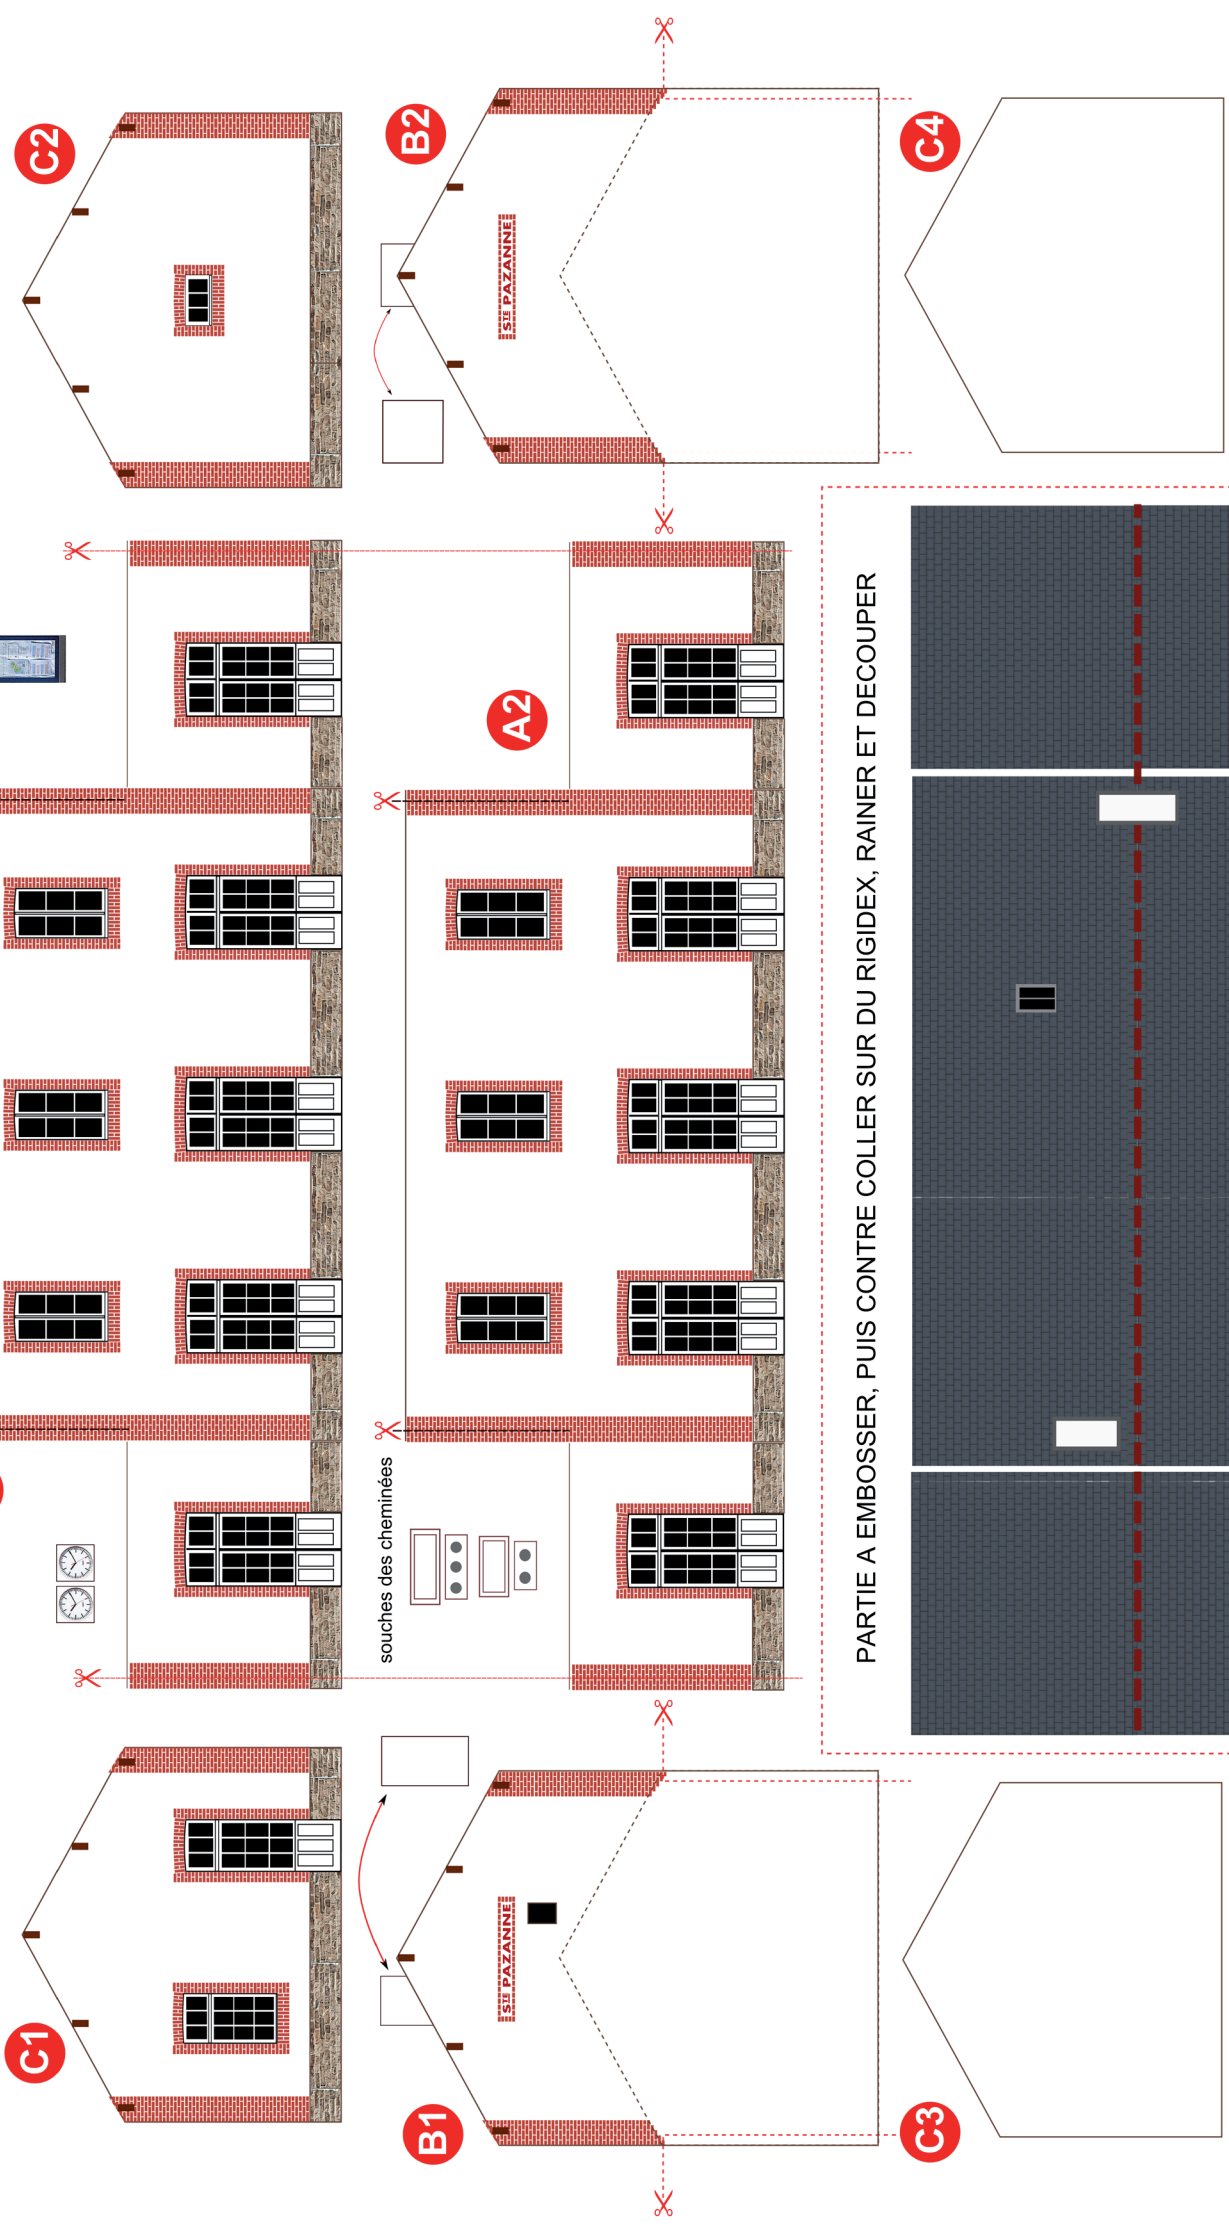 C2
B2
STE PAZANNE
C4
A2
souches des cheminées
PARTIE A EMBOSSER, PUIS CONTRE COLLER SUR DU RIGIDEX, RAINER ET DECOUPER
C1
B1
STE PAZANNE
C3